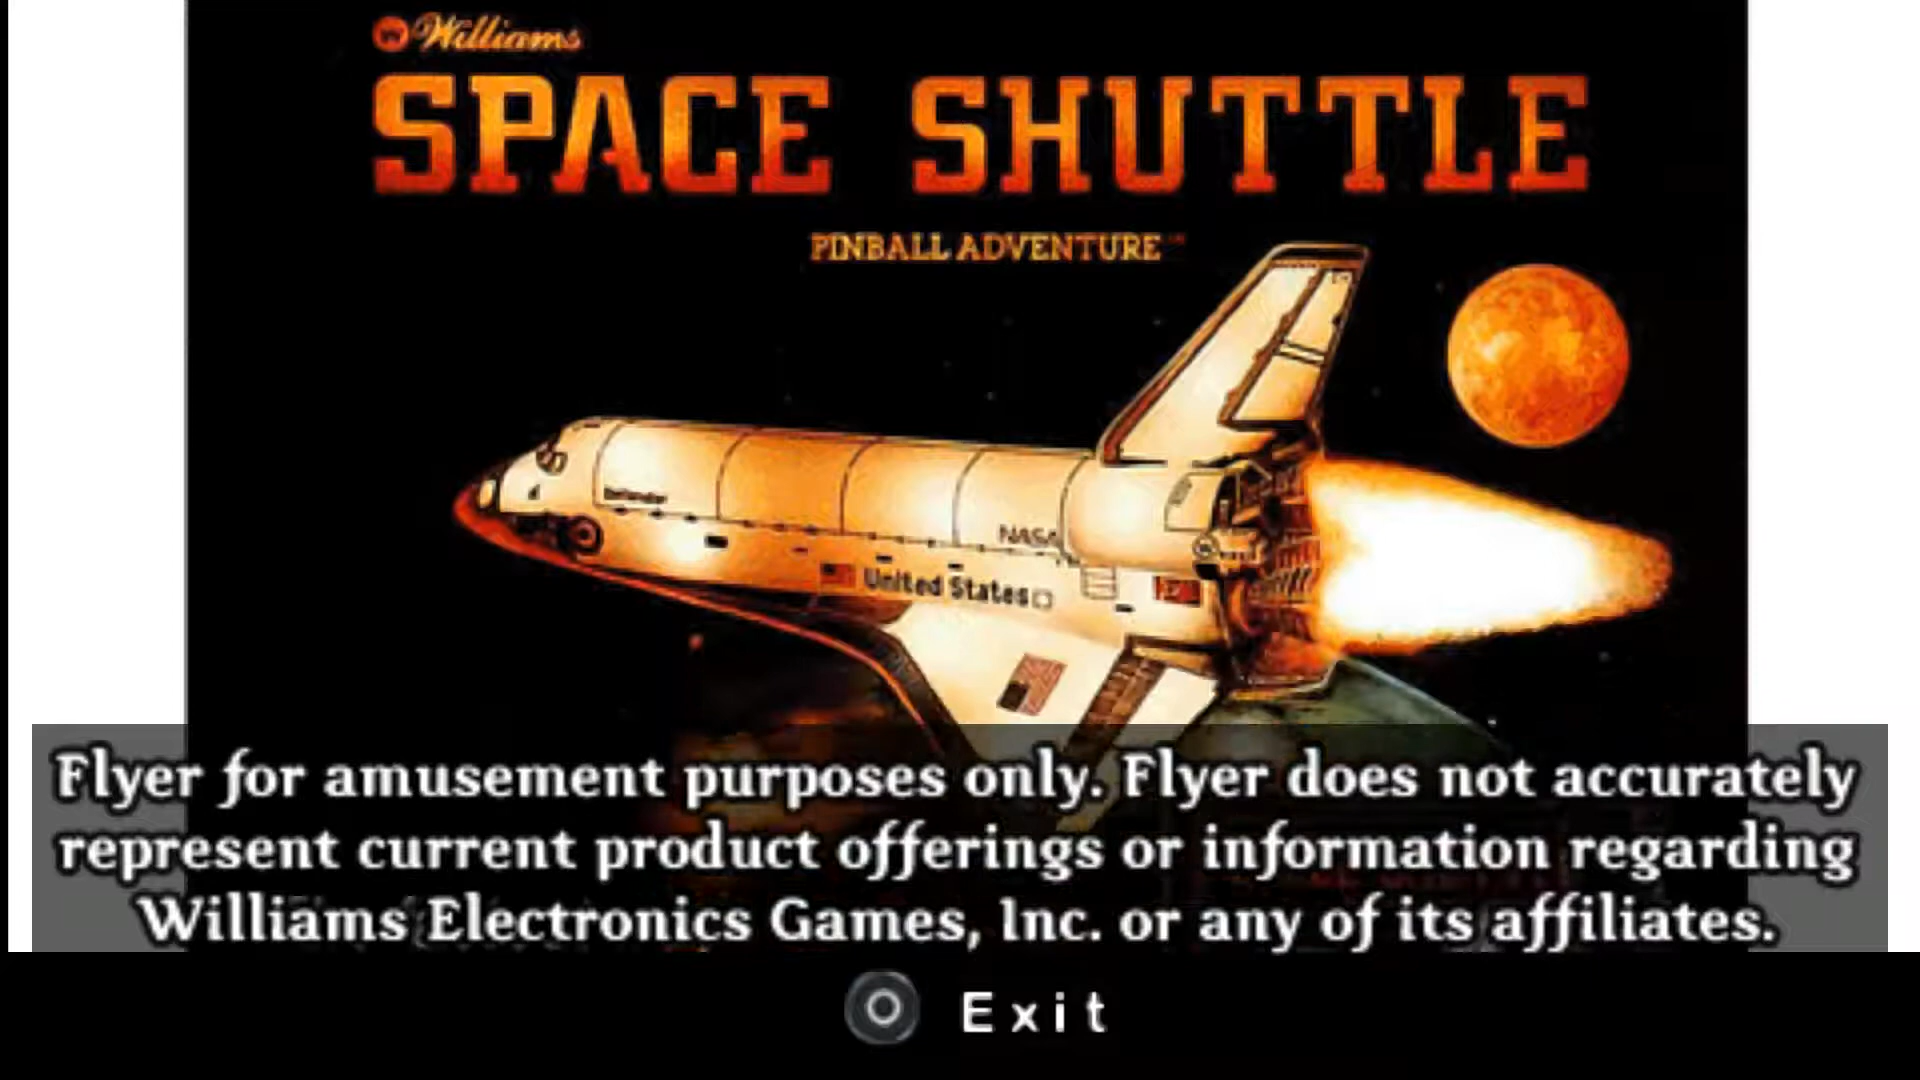 Williams
SPACE SHUTTLE
PINBALL ADVENTURE™
NASA
United States
Flyer for amusement purposes only. Flyer does not accurately
represent current product offerings or information regarding
Williams Electronics Games, Inc. or any of its affiliates.
Exit